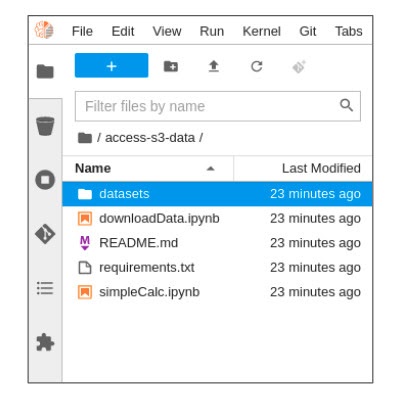 File Edit View Run Kernel Git Tabs
+
Filter files by name
/ access-s3-data /
Name Last Modified
datasets 23 minutes ago
downloadData.ipynb 23 minutes ago
README.md 23 minutes ago
requirements.txt 23 minutes ago
simpleCalc.ipynb 23 minutes ago